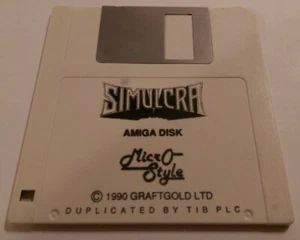 SIMULCRA
AMIGA DISK
MicrO
Style
© 1990 GRAFTGOLD LTD
DUPLICATED BY TIB PLC